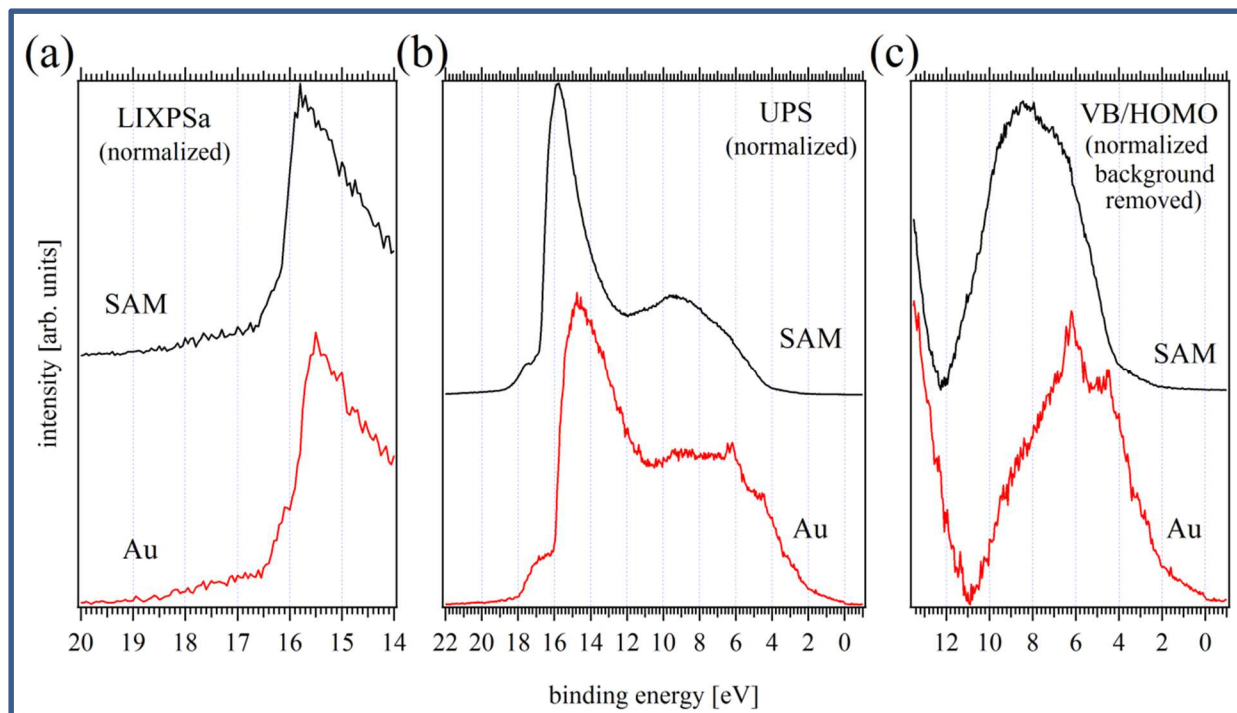 (a)
(b)
(c)
LIXPSa
(normalized)
UPS
(normalized)
VB/HOMO
(normalized
background
removed)
intensity [arb. units]
SAM
SAM
SAM
Au
Au
Au
20 19 18 17 16 15 14
22 20 18 16 14 12 10 8 6 4 2 0
12 10 8 6 4 2 0
binding energy [eV]